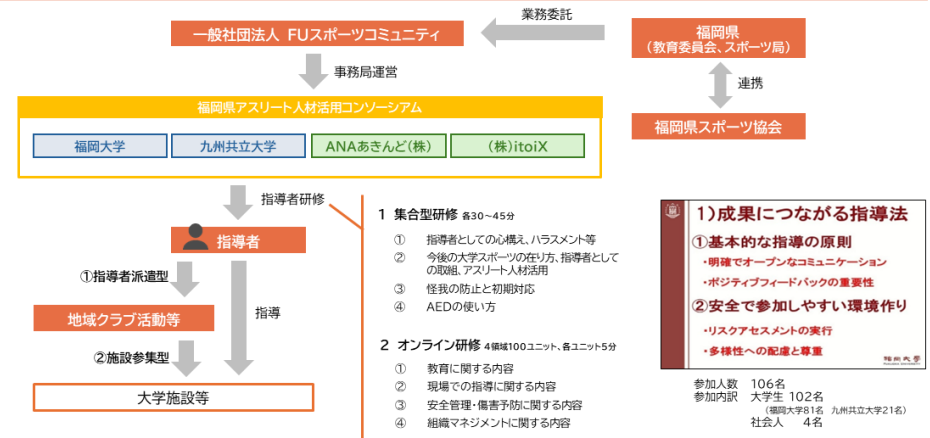 業務委託
一般社団法人 FUスポーツコミュニティ
福岡県
(教育委員会、スポーツ局)
事務局運営
連携
福岡県アスリート人材活用コンソーシアム
福岡大学
九州共立大学
ANAあきんど(株)
(株)itoiX
福岡県スポーツ協会
指導者研修
指導者
①指導者派遣型
地域クラブ活動等
指導
②施設参集型
大学施設等
1 集合型研修 各30~45分
① 指導者としての心構え、ハラスメント等
② 今後の大学スポーツの在り方、指導者として
の取組、アスリート人材活用
③ 怪我の防止と初期対応
④ AEDの使い方
2 オンライン研修 4領域100ユニット、各ユニット5分
① 教育に関する内容
② 現場での指導に関する内容
③ 安全管理・傷害予防に関する内容
④ 組織マネジメントに関する内容
1)成果につながる指導法
①基本的な指導の原則
・明確でオープンなコミュニケーション
・ポジティブフィードバックの重要性
②安全で参加しやすい環境作り
・リスクアセスメントの実行
・多様性への配慮と尊重
福岡大学
参加人数 106名
参加内訳 大学生 102名
(福岡大学81名 九州共立大学21名)
社会人 4名